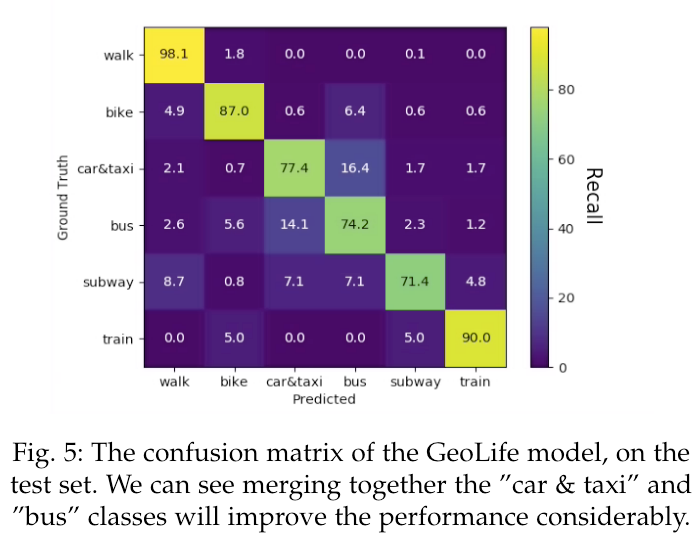 walk 98.1 1.8 0.0 0.0 0.1 0.0
bike 4.9 87.0 0.6 6.4 0.6 0.6
car&taxi 2.1 0.7 77.4 16.4 1.7 1.7
bus 2.6 5.6 14.1 74.2 2.3 1.2
subway 8.7 0.8 7.1 7.1 71.4 4.8
train 0.0 5.0 0.0 0.0 5.0 90.0
walk bike car&taxi bus subway train
Predicted
Ground Truth
80
60
40
20
0
Recall
Fig. 5: The confusion matrix of the GeoLife model, on the
test set. We can see merging together the ”car & taxi” and
”bus” classes will improve the performance considerably.